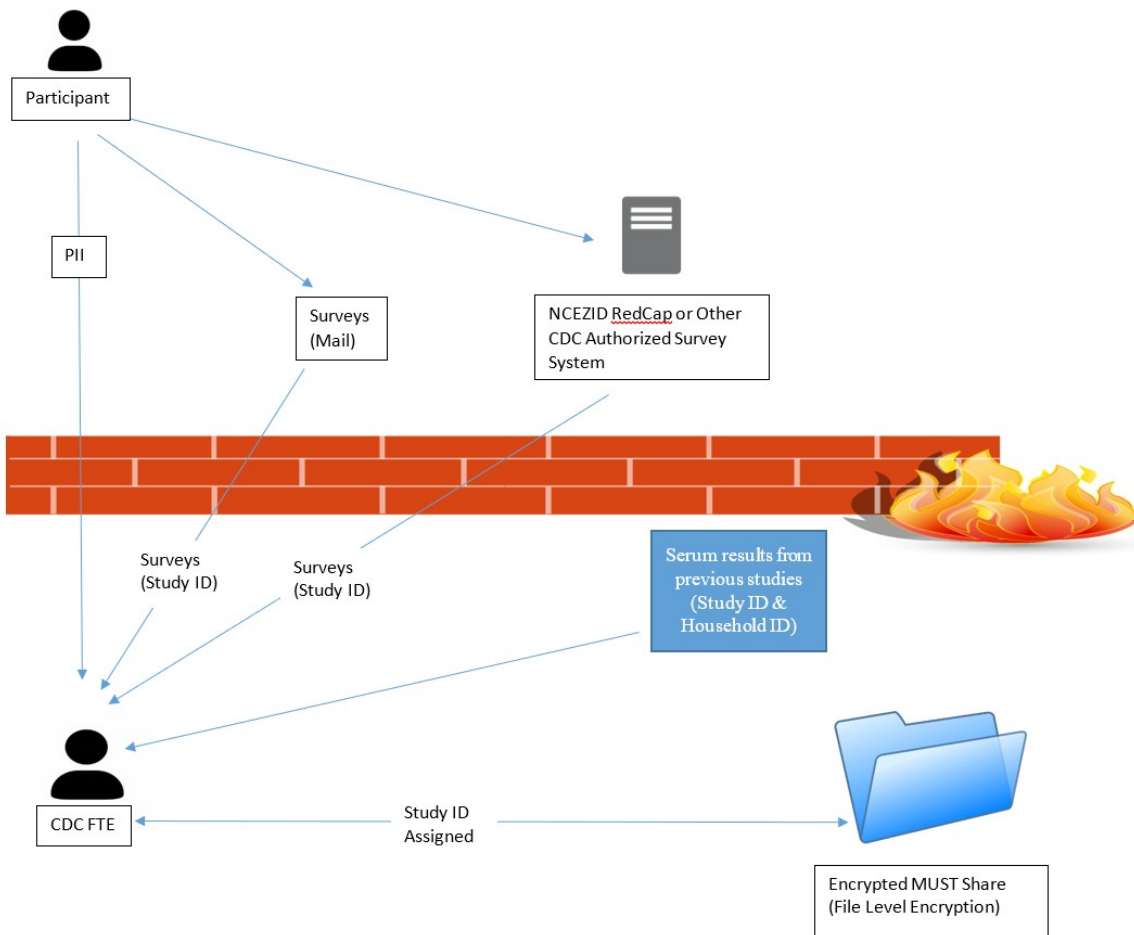 Participant
PII
Surveys
(Mail)
NCEZID RedCap or Other
CDC Authorized Survey
System
Surveys
(Study ID)
Surveys
(Study ID)
Serum results from
previous studies
(Study ID &
Household ID)
CDC FTE
Study ID
Assigned
Encrypted MUST Share
(File Level Encryption)